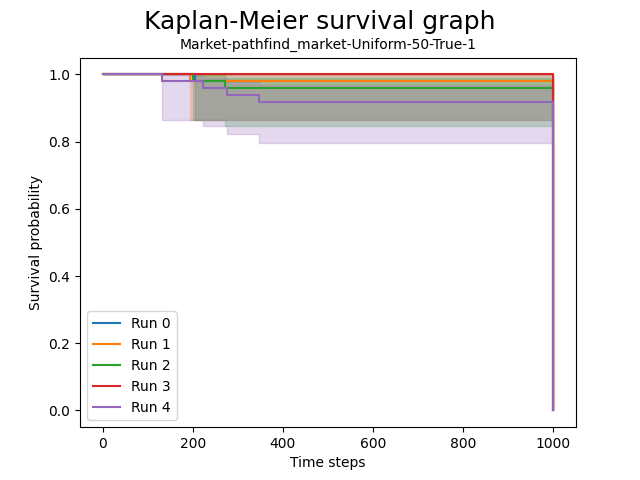 Kaplan-Meier survival graph
Market-pathfind_market-Uniform-50-True-1
1.0
0.8
0.6
0.4
0.2
0.0
Survival probability
Run 0
Run 1
Run 2
Run 3
Run 4
0 200 400 600 800 1000
Time steps